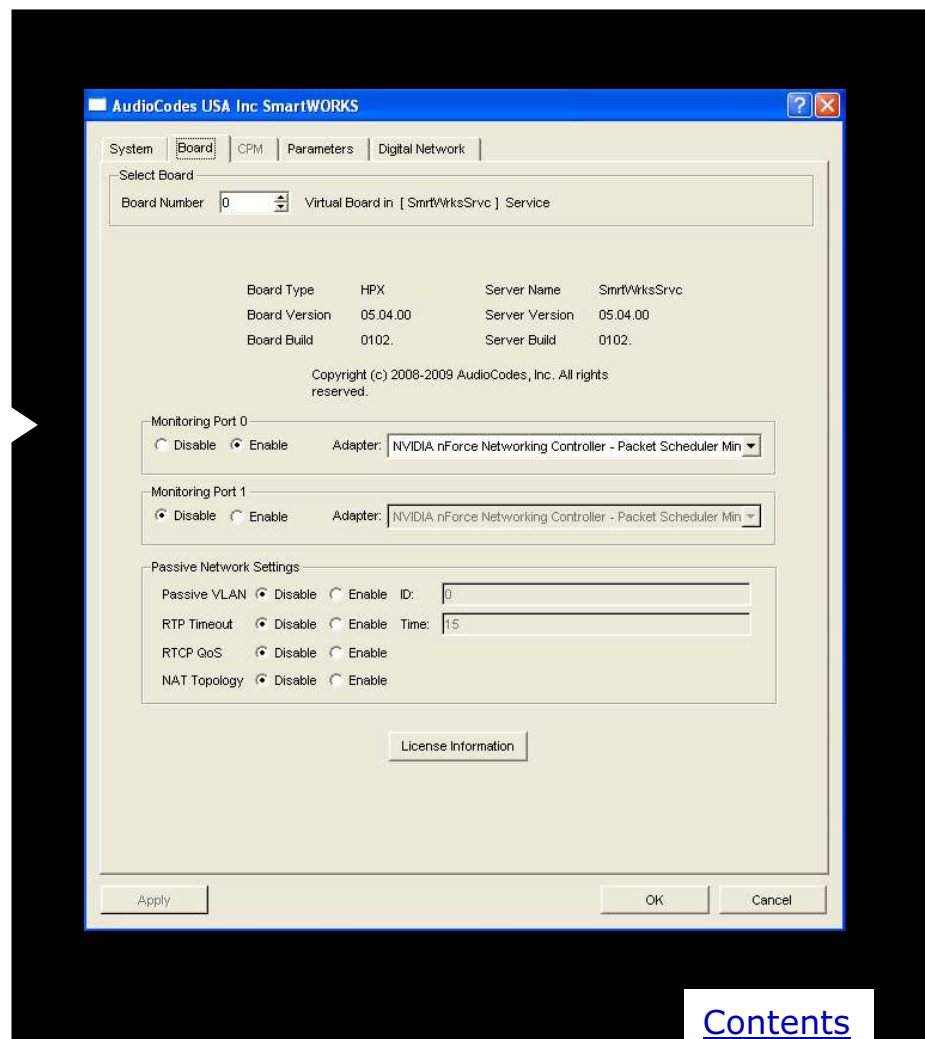 AudioCodes USA Inc SmartWORKS
System Board CPM Parameters Digital Network
Select Board
Board Number 0 Virtual Board in [ SmrtWrksSrvc ] Service
Board Type HPX Server Name SmrtWrksSrvc
Board Version 05.04.00 Server Version 05.04.00
Board Build 0102. Server Build 0102.
Copyright (c) 2008-2009 AudioCodes, Inc. All rights
reserved.
Monitoring Port 0
Disable Enable Adapter: NVIDIA nForce Networking Controller - Packet Scheduler Min
Monitoring Port 1
Disable Enable Adapter: NVIDIA nForce Networking Controller - Packet Scheduler Min
Passive Network Settings
Passive VLAN Disable Enable ID: 0
RTP Timeout Disable Enable Time: 15
RTCP QoS Disable Enable
NAT Topology Disable Enable
License Information
Apply OK Cancel
Contents